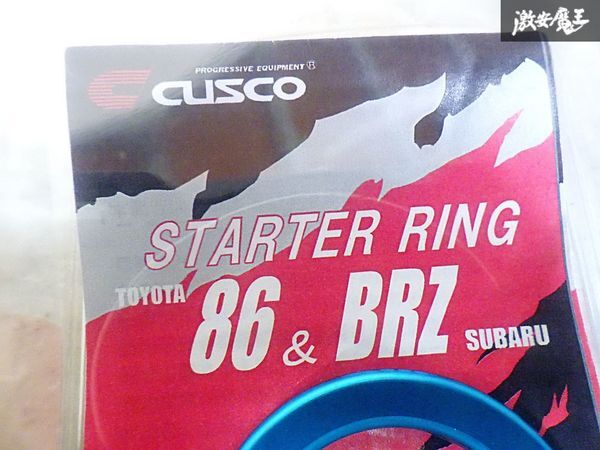 激安魔王
PROGRESSIVE EQUIPMENT®
CUSCO
STARTER RING
TOYOTA 86 & BRZ SUBARU